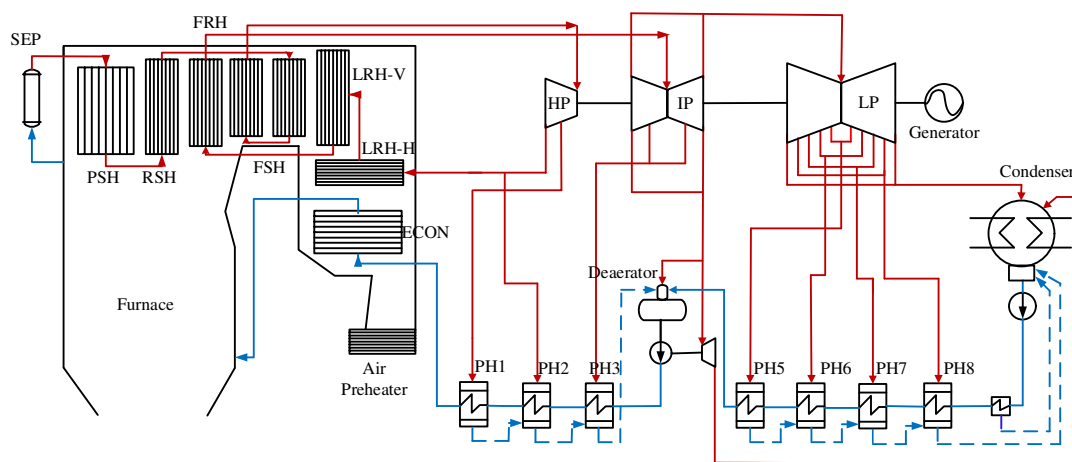 FRH
SEP
LRH-V
HP
IP
LP
Generator
LRH-H
PSH
RSH
FSH
Condenser
ECON
Deaerator
Furnace
Air
Preheater
PH1
PH2
PH3
PH5
PH6
PH7
PH8